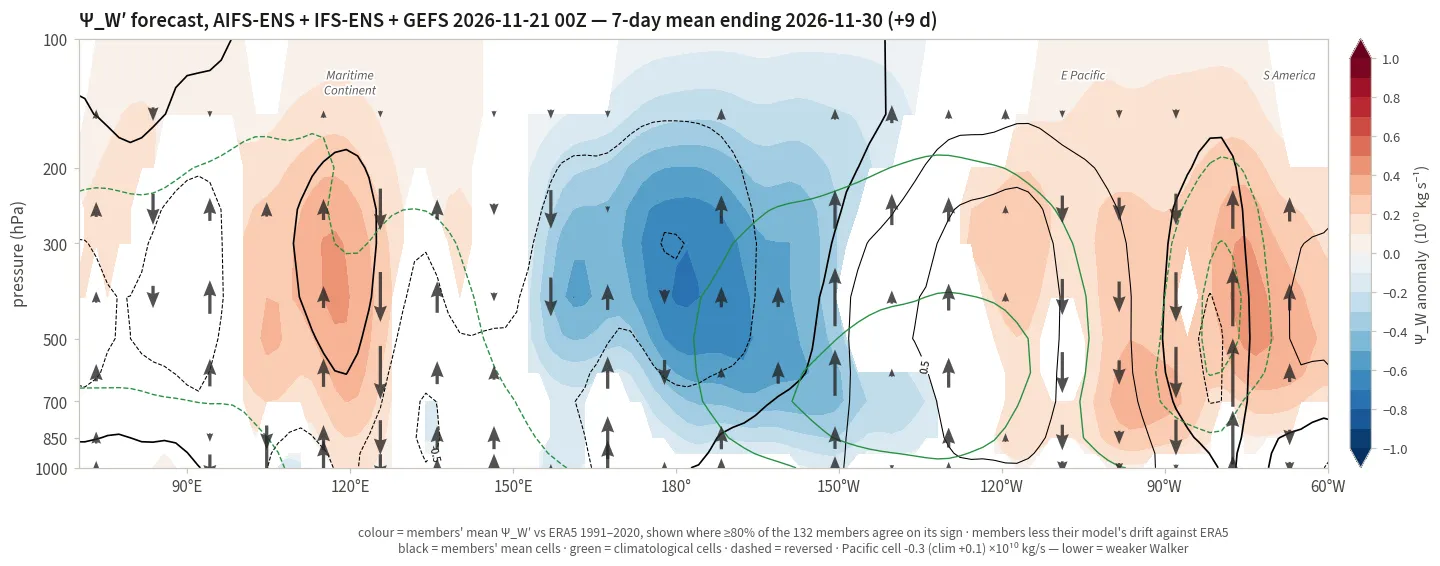 Ψ_W′ forecast, AIFS-ENS + IFS-ENS + GEFS 2026-11-21 00Z — 7-day mean ending 2026-11-30 (+9 d)
100
200
300
500
700
850
1000
pressure (hPa)
Maritime
Continent
E Pacific
S America
0.5
0.5
90°E
120°E
150°E
180°
150°W
120°W
90°W
60°W
1.0
0.8
0.6
0.4
0.2
0.0
−0.2
−0.4
−0.6
−0.8
−1.0
Ψ_W anomaly (10¹⁰ kg s⁻¹)
colour = members' mean Ψ_W′ vs ERA5 1991–2020, shown where ≥80% of the 132 members agree on its sign · members less their model's drift against ERA5
black = members' mean cells · green = climatological cells · dashed = reversed · Pacific cell -0.3 (clim +0.1) ×10¹⁰ kg/s — lower = weaker Walker